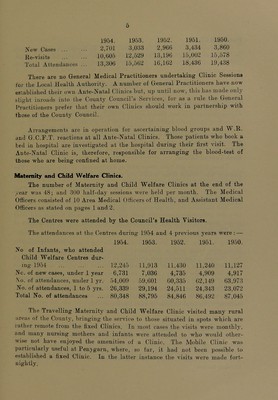 5
1954. 1953. 1952. 1951. 1950.
New Cases ... ... 2,701 3,033 2,966 3,434 3,860
Re-visits ... ... 10,605 12,529 13,196 15,002 15,578
Total Attendances ... 13,306 15,562 16,162 18,436 19,438
There are no General Medical Practitioners undertaking Clinic Sessions
for the Local Health Authority. A number of General Practitioners have now
established their own Ante-Natal Clinics but, up until now, this has made only
slight inroads into the County Council's Services, for as a rule the General
Practitioners prefer that their own Clinics should work in partnership with
those of the County Council.
Arrangements are in operation for ascertaining blood groups and W.R.
and G.C.F.T. reactions at all Ante-Natal Clinics. Those patients who book a
bed in hospital are investigated at the hospital during their first visit. The
Ante-Natal Clinic is, therefore, responsible for arranging the blood-test of
those who are being confined at home.
Maternity and Child Welfare Clinics.
The number of Maternity and Child Welfare Clinics at the end of the
year was 48; and 300 half-day sessions were held per month. The Medical
Officers consisted of 10 Area Medical Officers of Health, and Assistant Medical
Officers as stated on pages 1 and 2.
The Centres were attended by the Council's Health Visitors.
The attendances at the Centres during 1954 and 4 previous years were :—
1954. 1953. 1952. 1951. 1950.
No of Infants, who attended
Child Welfare Centres dur-
ing 1954 ... 12,245 11,913 11,430 11,240 11,127
No. of new cases, under 1 year 6,731 7,036 4,735 4,909 4,917
No. of attendances, under 1 yr. 54,009 59,601 60,335 62,149 63,973
No. of attendances, 1 to 5 yrs. 26,339 29,194 24,511 24,343 23,072
Total No. of attendances ... 80,348 88,795 84,846 86,492 87,045
The Travelling Maternity and Child Welfare Clinic visited many rural
areas of the County, bringing the service to those situated in spots which are
rather remote from the fixed Clinics. In most cases the visits were monthly,
and many nursing mothers and infants were attended to who would other-
wise not have enjoyed the amenities of a Clinic. The Mobile Clinic was
particularly useful at Fwyygorn, where, so far, it had not been possible to
established a fixed Clinic. In the latter instance the visits were made fort-
nightly.